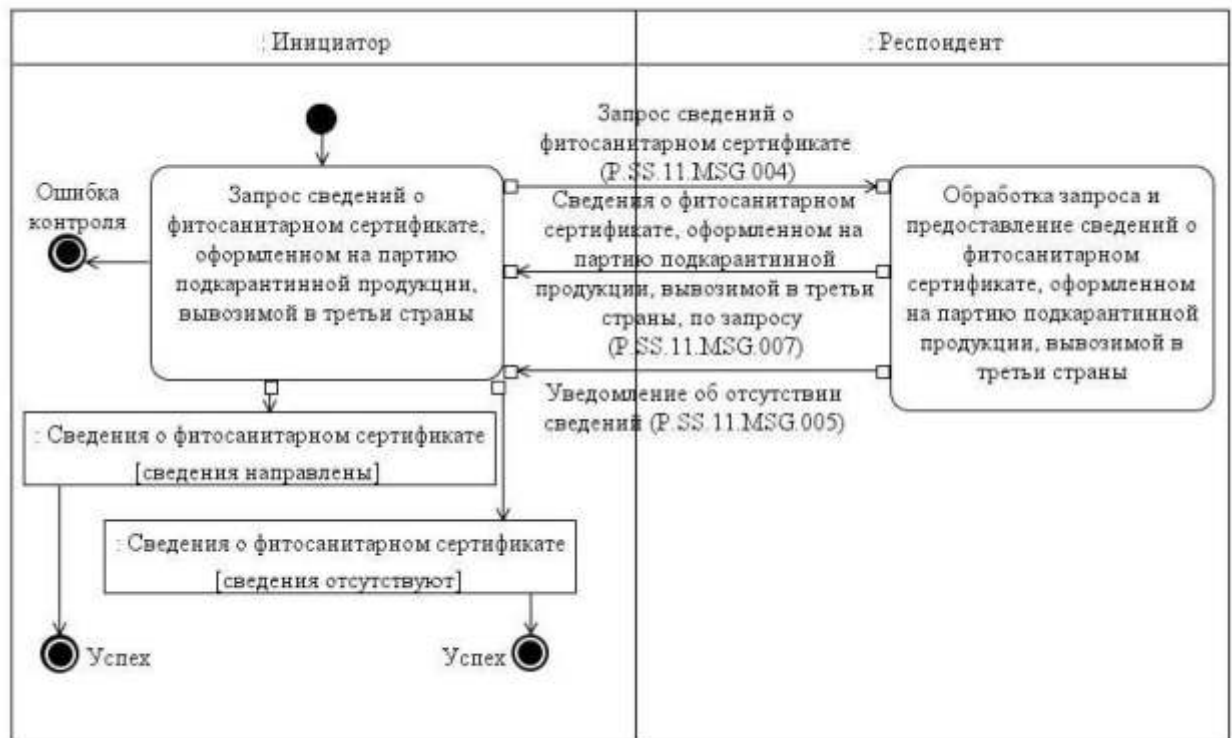 : Инициатор
: Респондент
Запрос сведений о
фитосанитарном сертификате
(P.SS.11.MSG.004)
Ошибка
контроля
Запрос сведений о
фитосанитарном сертификате,
оформленном на партию
подкарантинной продукции,
вывозимой в третьи страны
Сведения о фитосанитарном
сертификате, оформленном на
партию подкарантинной
продукции, вывозимой в третьи
страны, по запросу
(P.SS.11.MSG.007)
Обработка запроса и
предоставление сведений о
фитосанитарном
сертификате, оформленном
на партию подкарантинной
продукции, вывозимой в
третьи страны
Уведомление об отсутствии
сведений (P.SS.11.MSG.005)
: Сведения о фитосанитарном сертификате
[сведения направлены]
: Сведения о фитосанитарном сертификате
[сведения отсутствуют]
Успех
Успех